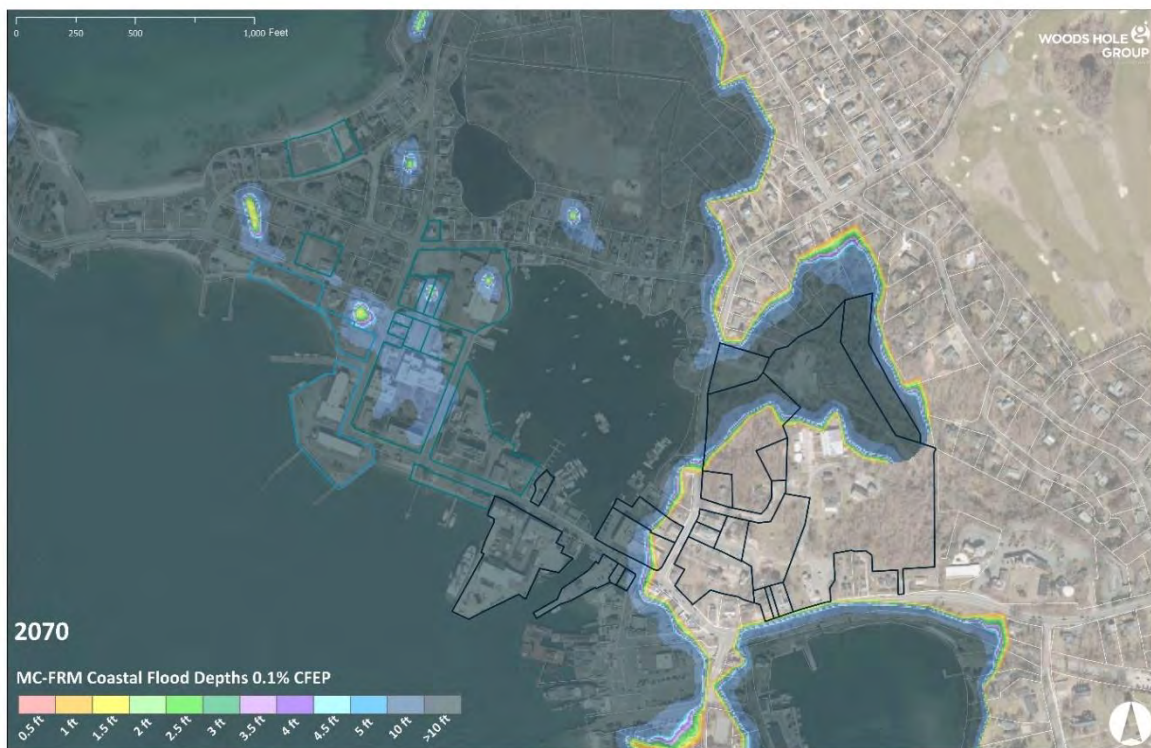 0 250 500 1,000 Feet
WOODS HOLE
GROUP
2070
MC-FRM Coastal Flood Depths 0.1% CFEP
0.5 ft 1 ft 1.5 ft 2 ft 2.5 ft 3 ft 3.5 ft 4 ft 4.5 ft 5 ft 10 ft >10 ft